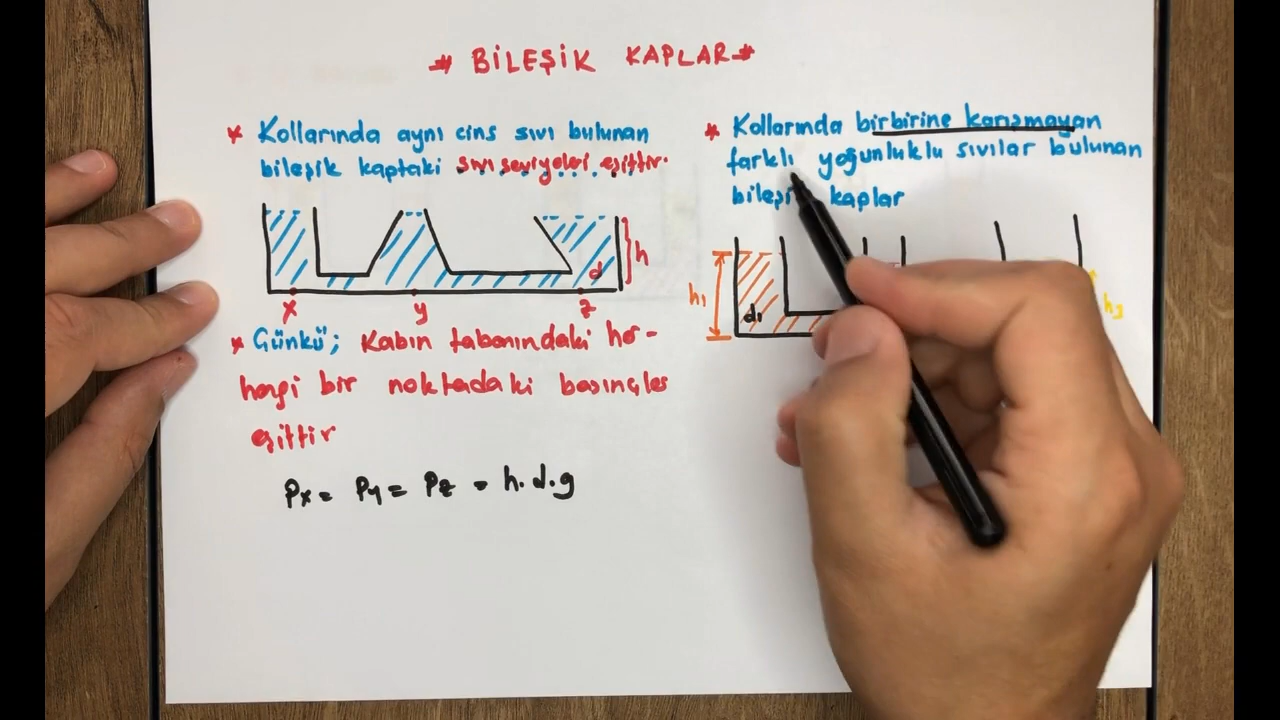 * BİLEŞİK KAPLAR *
* Kollarında aynı cins sıvı bulunan
bileşik kaptaki sıvı seviyeleri eşittir.
h
d
x y z
* Çünkü; Kabın tabanındaki her-
hangi bir noktadaki basınçlar
eşittir
Px = Py = Pz = h.d.g
* Kollarında birbirine karışmayan
farklı yoğunluklu sıvılar bulunan
kaplar
h1
d1
h3